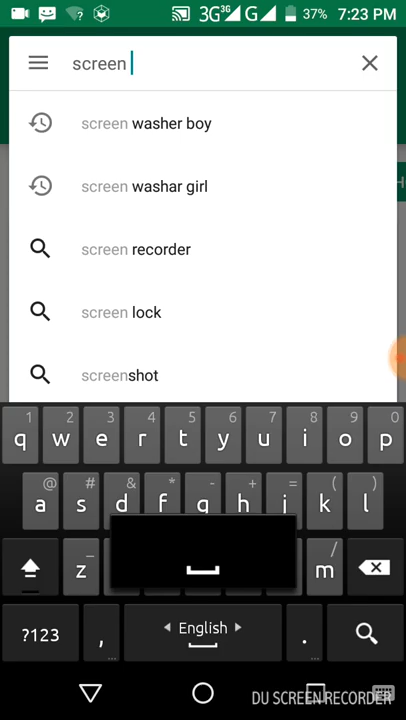 3G 3G G 37% 7:23 PM
screen
H
screen washer boy
screen washar girl
screen recorder
screen lock
screenshot
1 2 3 4 5 6 7 8 9 0
q w e r t y u i o p
@ # & * - + = ( )
a s d f g h j k l
_ /
z m
?123 , English .
DU SCREEN RECORDER